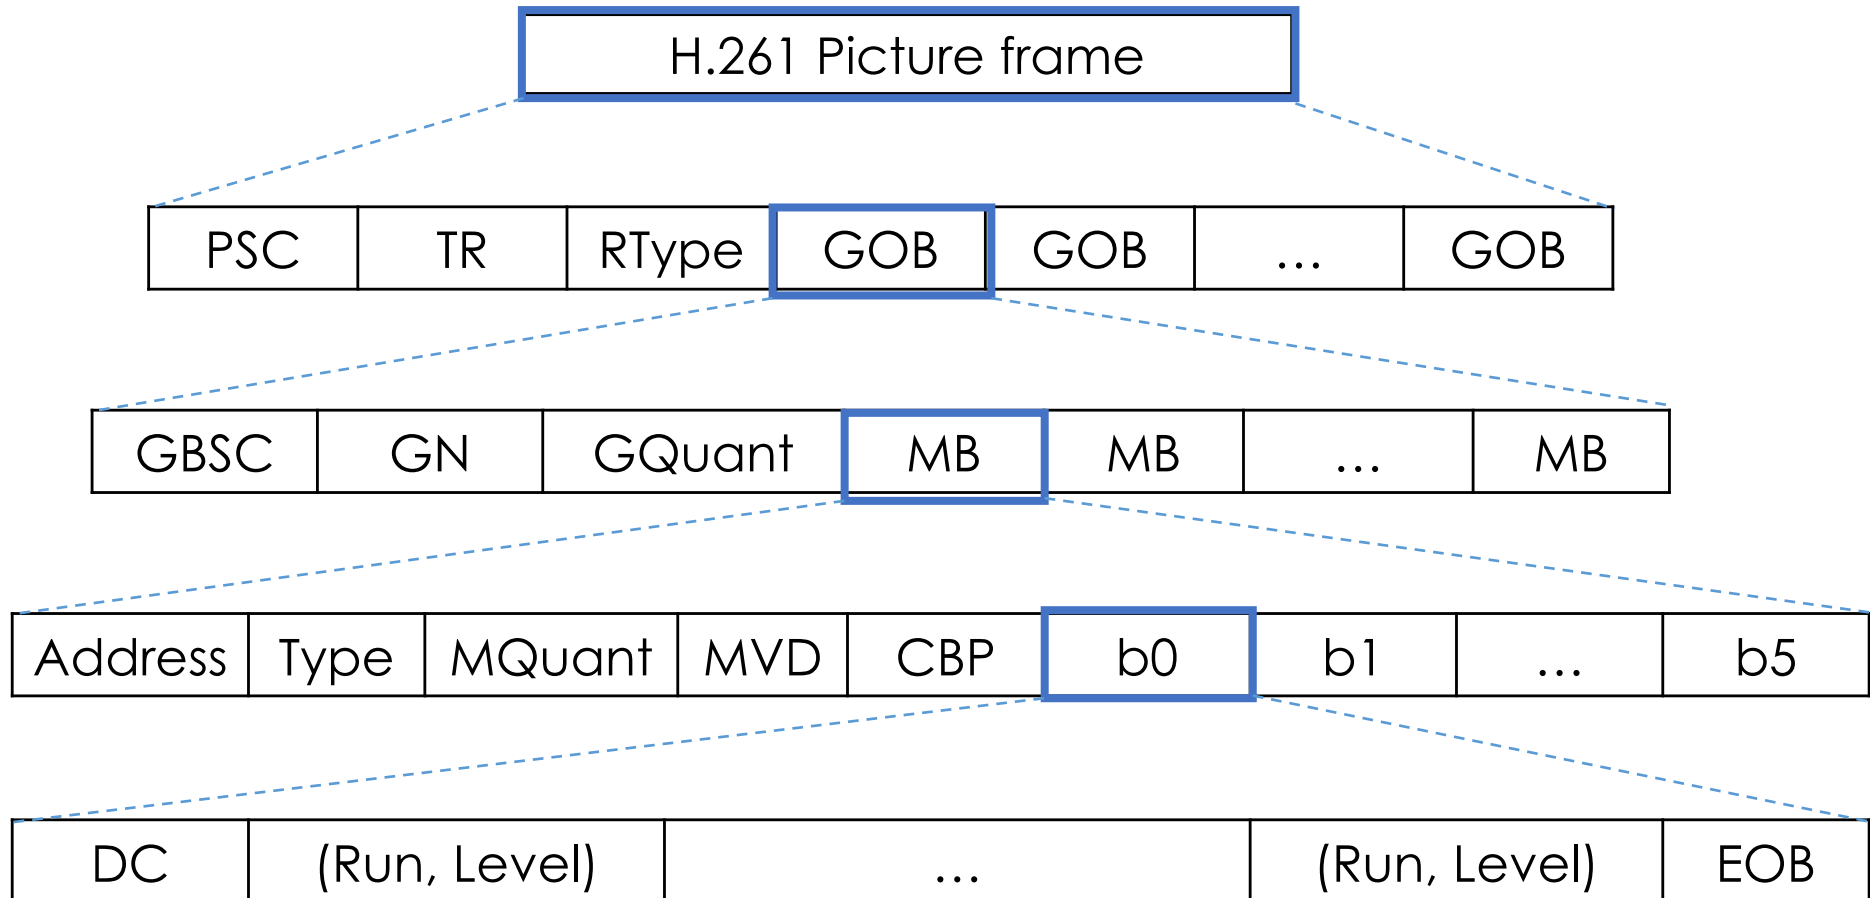 H.261 Picture frame
PSC TR RType GOB GOB ... GOB
GBSC GN GQuant MB MB ... MB
Address Type MQuant MVD CBP b0 b1 ... b5
DC (Run, Level) ... (Run, Level) EOB